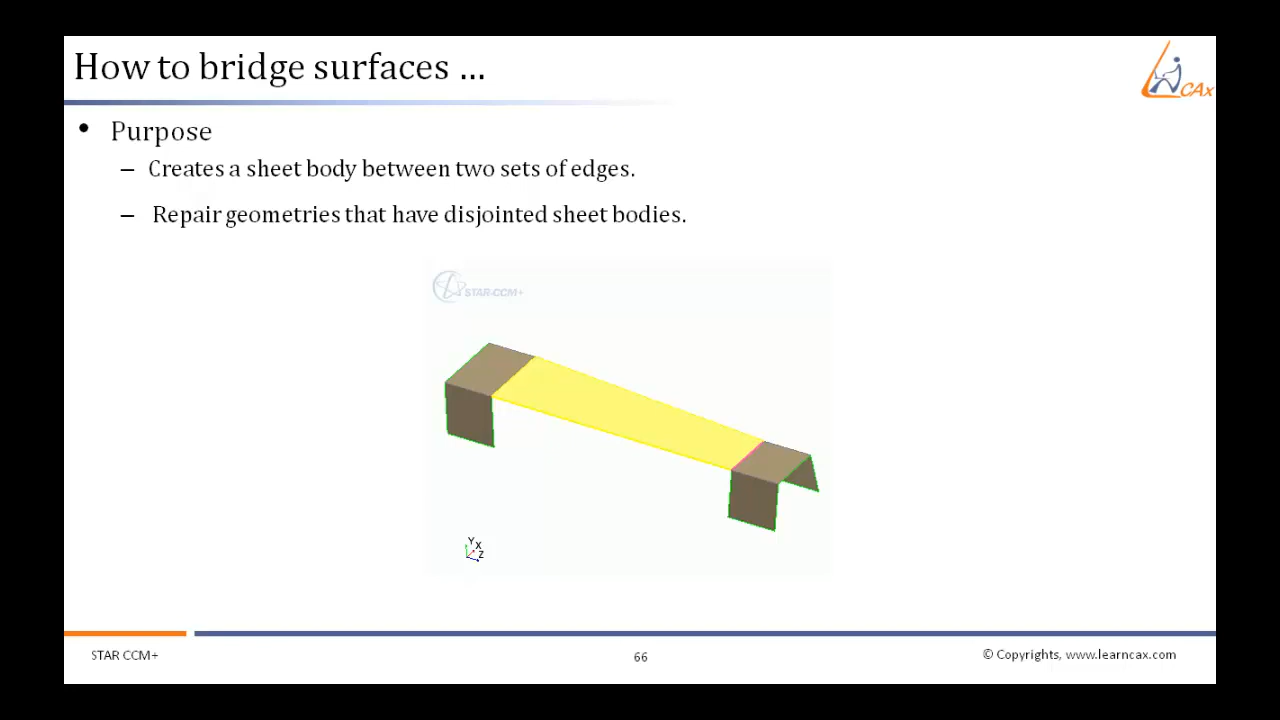 How to bridge surfaces ...
CAx
• Purpose
– Creates a sheet body between two sets of edges.
– Repair geometries that have disjointed sheet bodies.
STAR-CCM+
Y
X
Z
STAR CCM+
66
© Copyrights, www.learncax.com